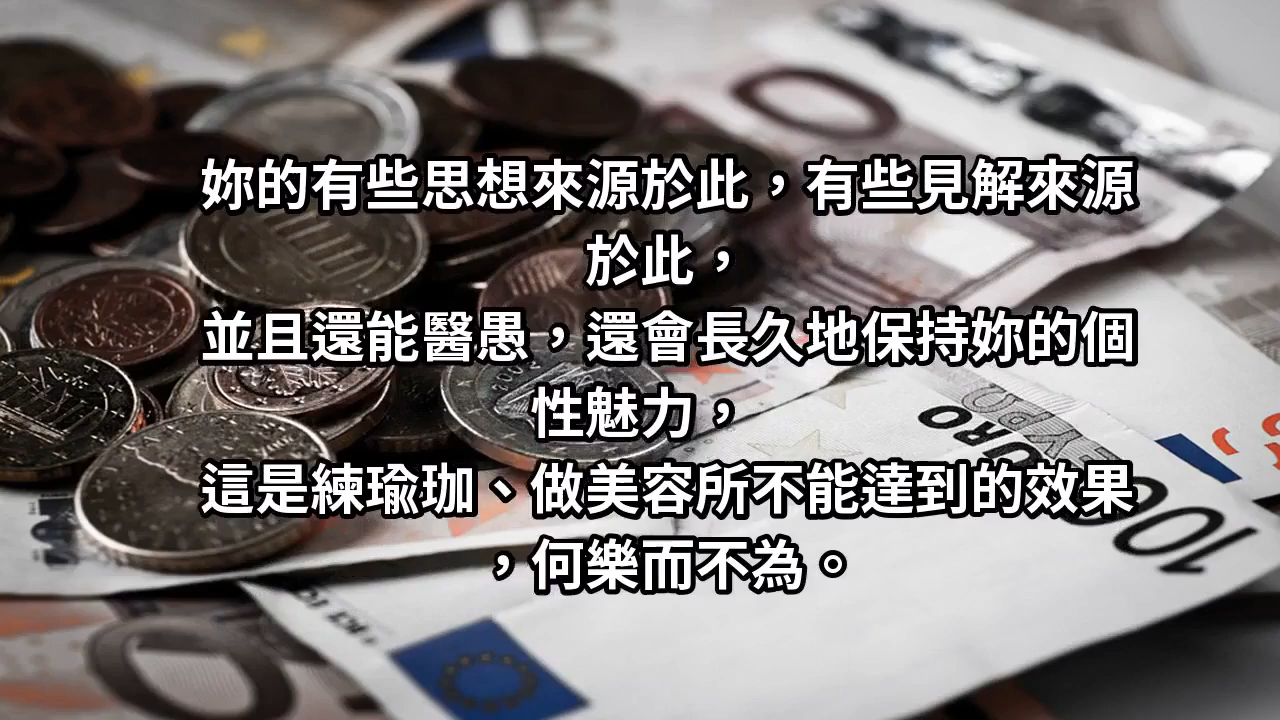 妳的有些思想來源於此，有些見解來源
於此，
並且還能醫愚，還會長久地保持妳的個
性魅力，
這是練瑜珈、做美容所不能達到的效果
，何樂而不為。
EURO
100